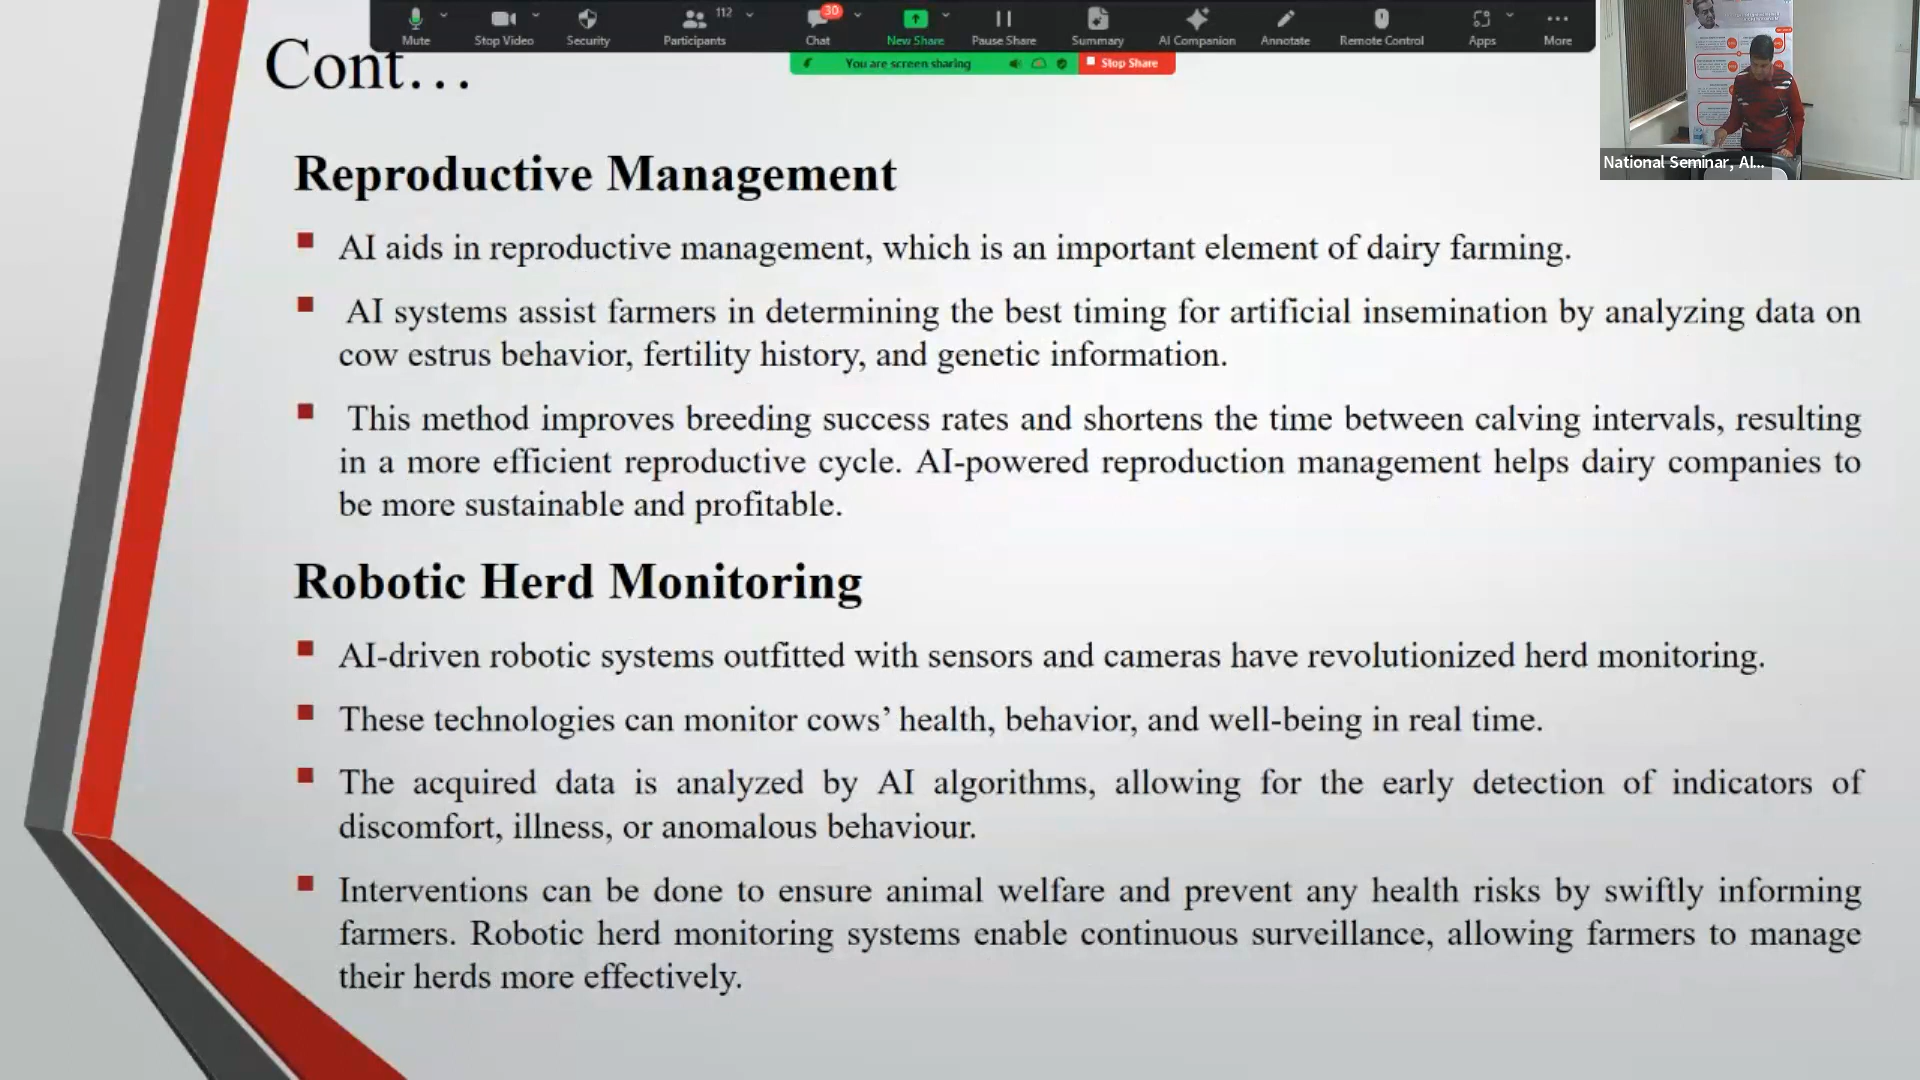 Mute
Stop Video
Security
Participants
112
Chat
30
New Share
Pause Share
Summary
AI Companion
Annotate
Remote Control
Apps
More
You are screen sharing
Stop Share
National Seminar, AI...
Cont…
Reproductive Management
AI aids in reproductive management, which is an important element of dairy farming.
AI systems assist farmers in determining the best timing for artificial insemination by analyzing data on
cow estrus behavior, fertility history, and genetic information.
This method improves breeding success rates and shortens the time between calving intervals, resulting
in a more efficient reproductive cycle. AI-powered reproduction management helps dairy companies to
be more sustainable and profitable.
Robotic Herd Monitoring
AI-driven robotic systems outfitted with sensors and cameras have revolutionized herd monitoring.
These technologies can monitor cows’ health, behavior, and well-being in real time.
The acquired data is analyzed by AI algorithms, allowing for the early detection of indicators of
discomfort, illness, or anomalous behaviour.
Interventions can be done to ensure animal welfare and prevent any health risks by swiftly informing
farmers. Robotic herd monitoring systems enable continuous surveillance, allowing farmers to manage
their herds more effectively.